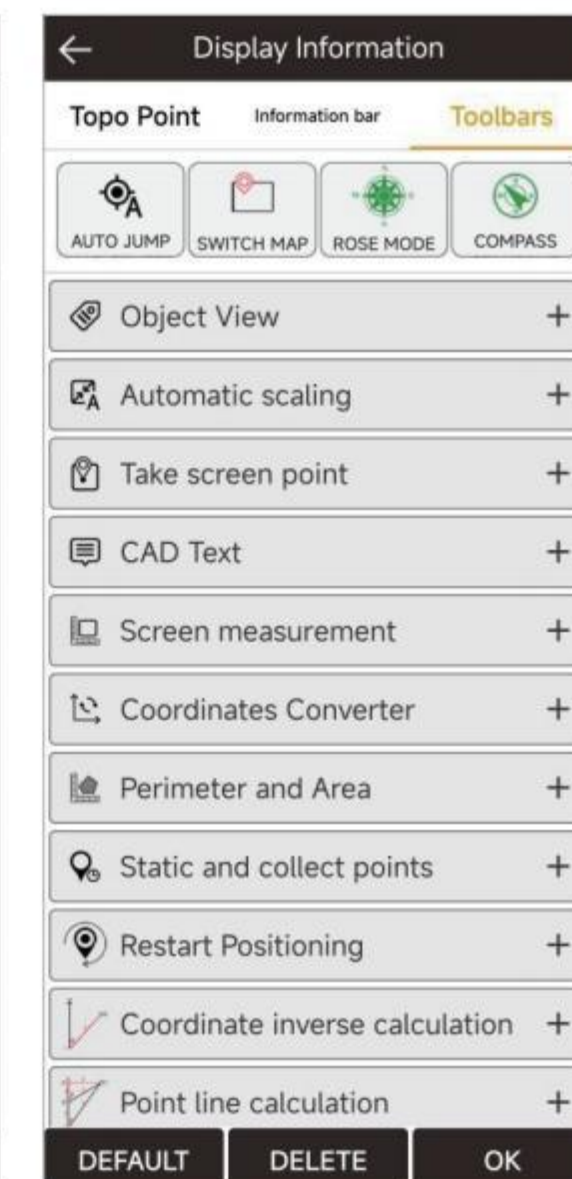 Display Information
Topo Point Information bar Toolbars
AUTO JUMP SWITCH MAP ROSE MODE COMPASS
Object View +
Automatic scaling +
Take screen point +
CAD Text +
Screen measurement +
Coordinates Converter +
Perimeter and Area +
Static and collect points +
Restart Positioning +
Coordinate inverse calculation +
Point line calculation +
DEFAULT DELETE OK